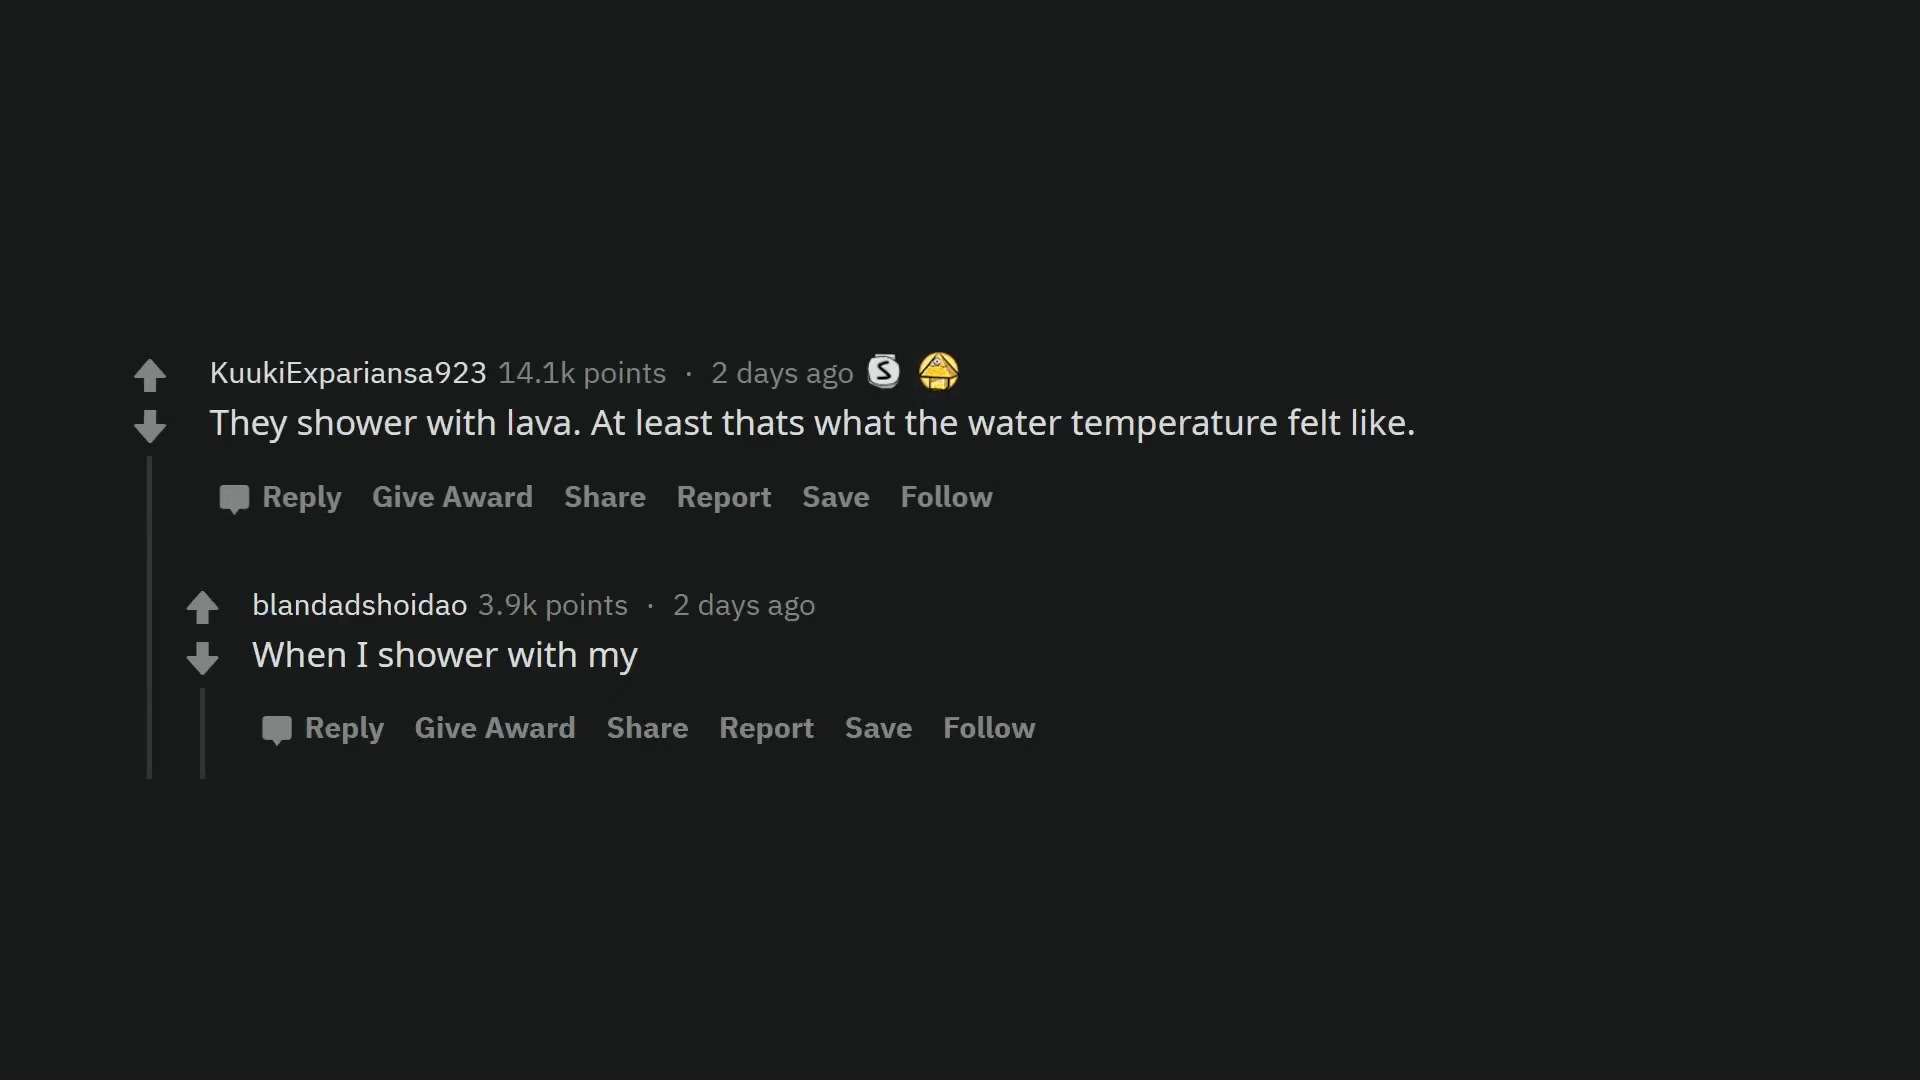 KuukiExpariansa923 14.1k points · 2 days ago
They shower with lava. At least thats what the water temperature felt like.
Reply Give Award Share Report Save Follow
blandadshoidao 3.9k points · 2 days ago
When I shower with my
Reply Give Award Share Report Save Follow